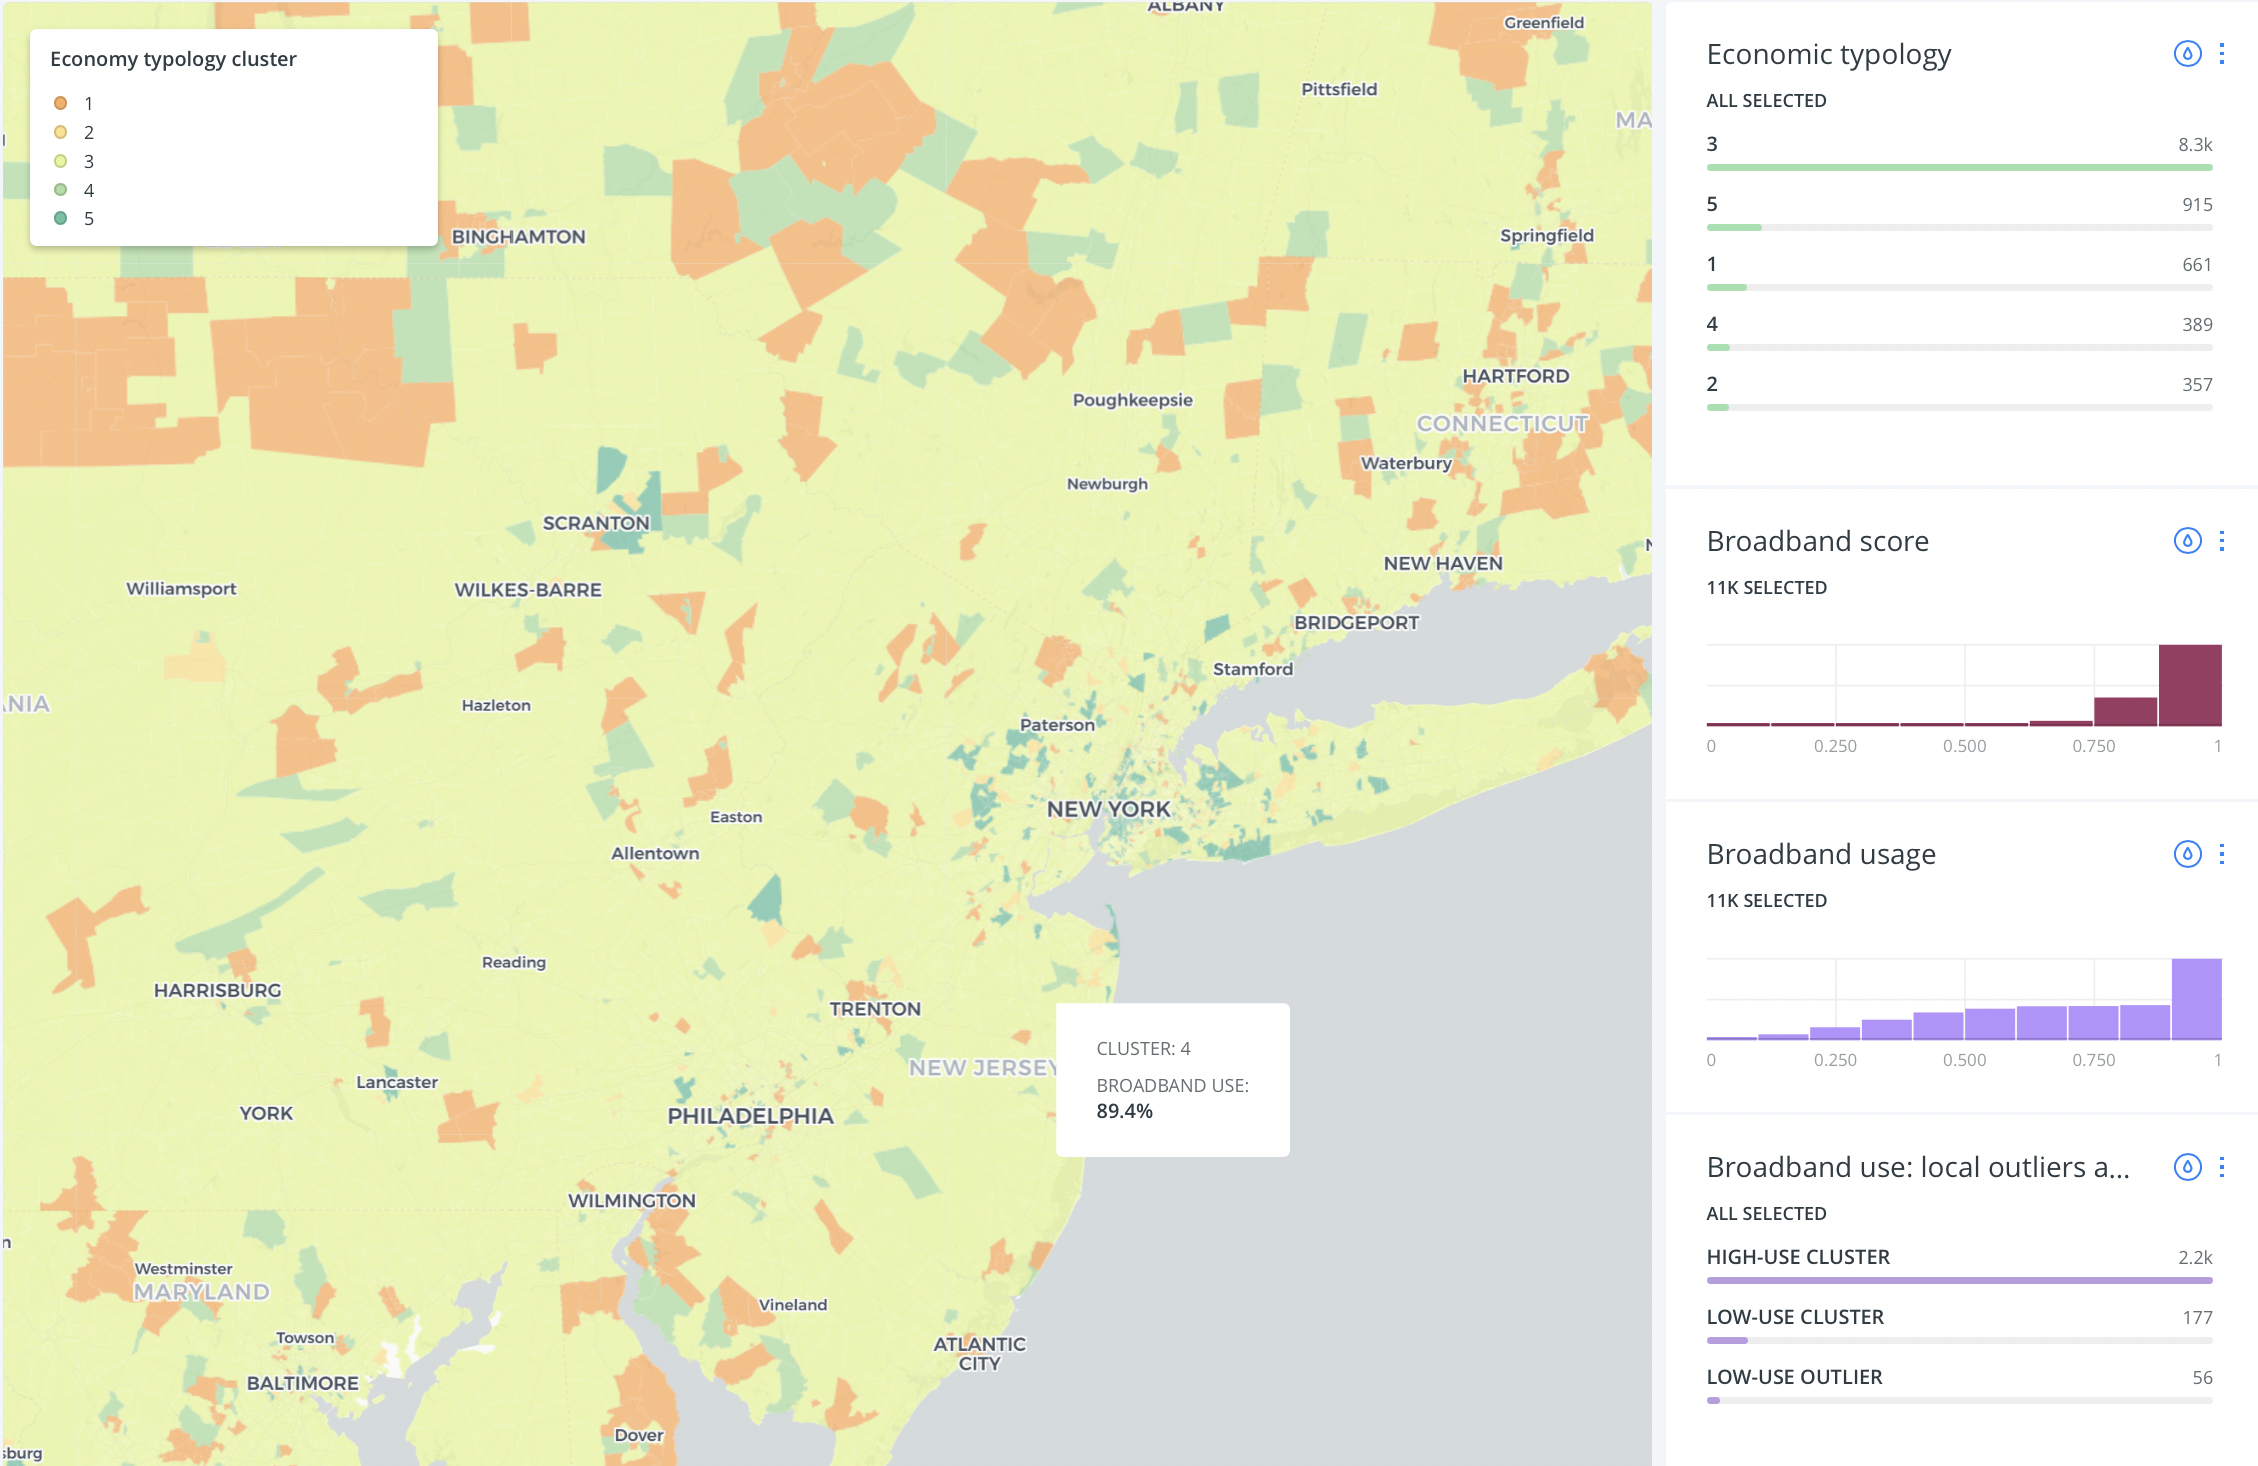 Economy typology cluster
1
2
3
4
5
ALBANY
Greenfield
Pittsfield
MA
BINGHAMTON
Springfield
HARTFORD
Poughkeepsie
CONNECTICUT
Waterbury
Newburgh
SCRANTON
NEW HAVEN
N
Williamsport
WILKES-BARRE
BRIDGEPORT
Stamford
ANIA
Hazleton
Paterson
NEW YORK
Easton
Allentown
Reading
HARRISBURG
TRENTON
NEW JERSEY
Lancaster
YORK
PHILADELPHIA
WILMINGTON
n
Westminster
MARYLAND
Vineland
Towson
ATLANTIC
CITY
BALTIMORE
Dover
sburg
CLUSTER: 4
BROADBAND USE:
89.4%
Economic typology
ALL SELECTED
3 8.3k
5 915
1 661
4 389
2 357
Broadband score
11K SELECTED
0 0.250 0.500 0.750 1
Broadband usage
11K SELECTED
0 0.250 0.500 0.750 1
Broadband use: local outliers a...
ALL SELECTED
HIGH-USE CLUSTER 2.2k
LOW-USE CLUSTER 177
LOW-USE OUTLIER 56